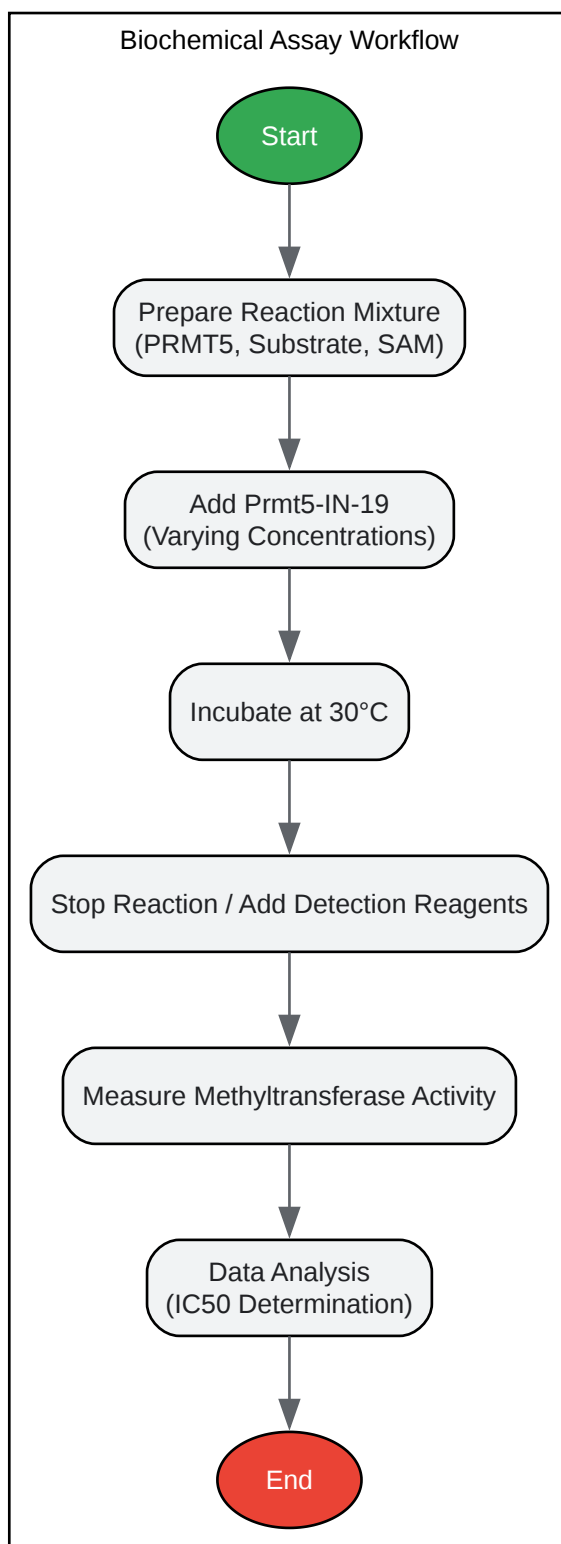 Biochemical Assay Workflow
Start
Prepare Reaction Mixture
(PRMT5, Substrate, SAM)
Add Prmt5-IN-19
(Varying Concentrations)
Incubate at 30°C
Stop Reaction / Add Detection Reagents
Measure Methyltransferase Activity
Data Analysis
(IC50 Determination)
End